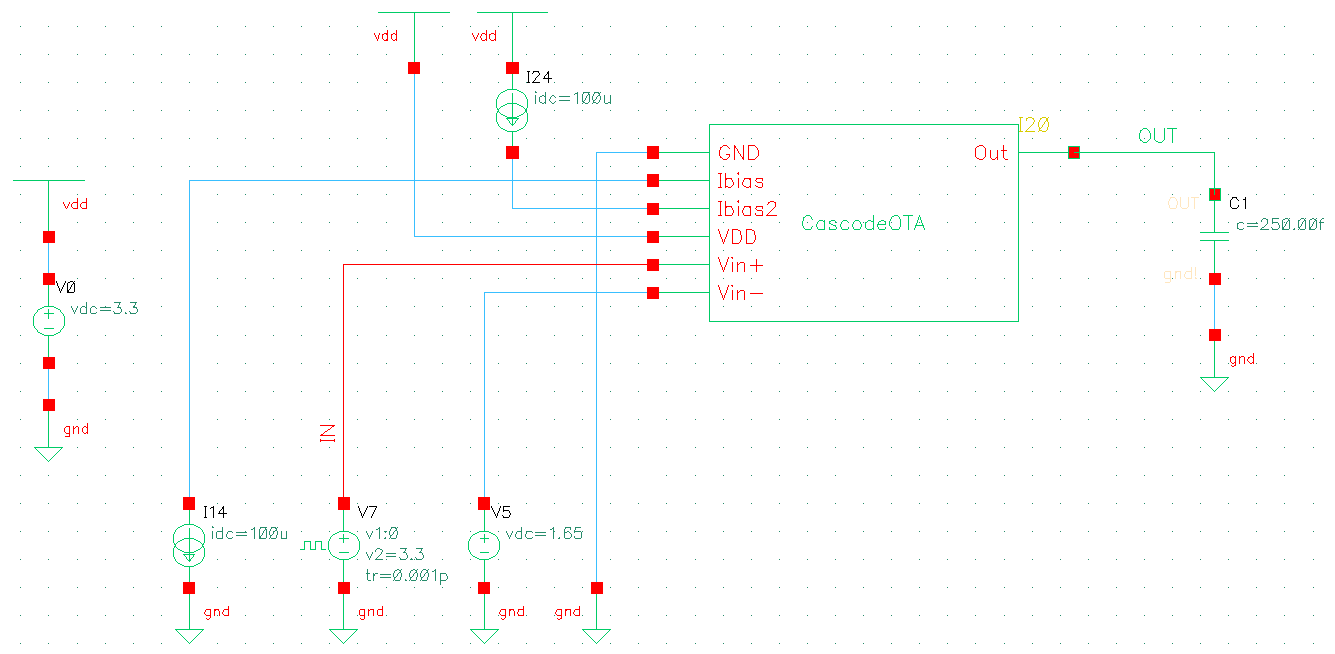 vdd
vdd
I24
idc=100u
I20
OUT
GND
Out
Ibias
Ibias2
CascodeOTA
VDD
Vin+
Vin-
vdd
V0
vdc=3.3
gnd
OUT
C1
c=250.00f
gnd!
gnd
IN
I14
idc=100u
gnd
V7
v1:0
v2=3.3
tr=0.001p
gnd
V5
vdc=1.65
gnd
gnd